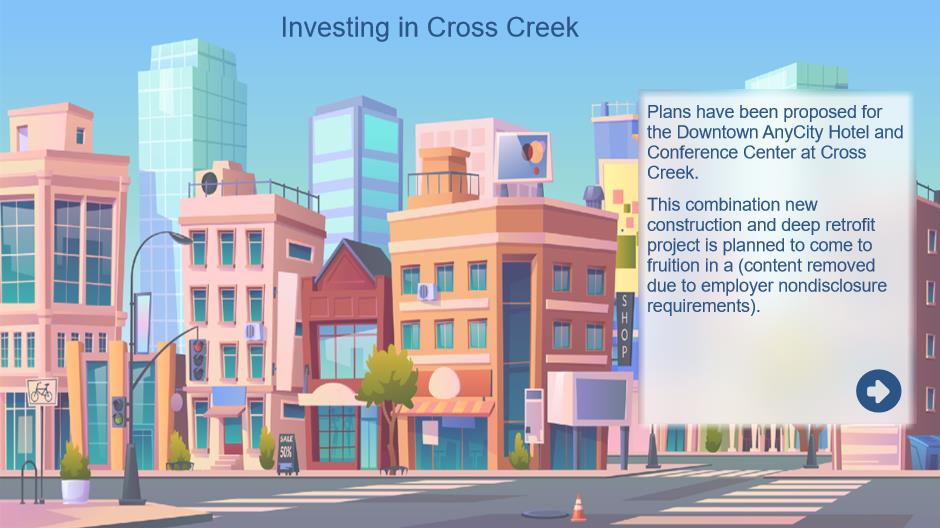 Investing in Cross Creek
Plans have been proposed for
the Downtown AnyCity Hotel and
Conference Center at Cross
Creek.
This combination new
construction and deep retrofit
project is planned to come to
fruition in a (content removed
due to employer nondisclosure
requirements).
SHOP
SALE
50%